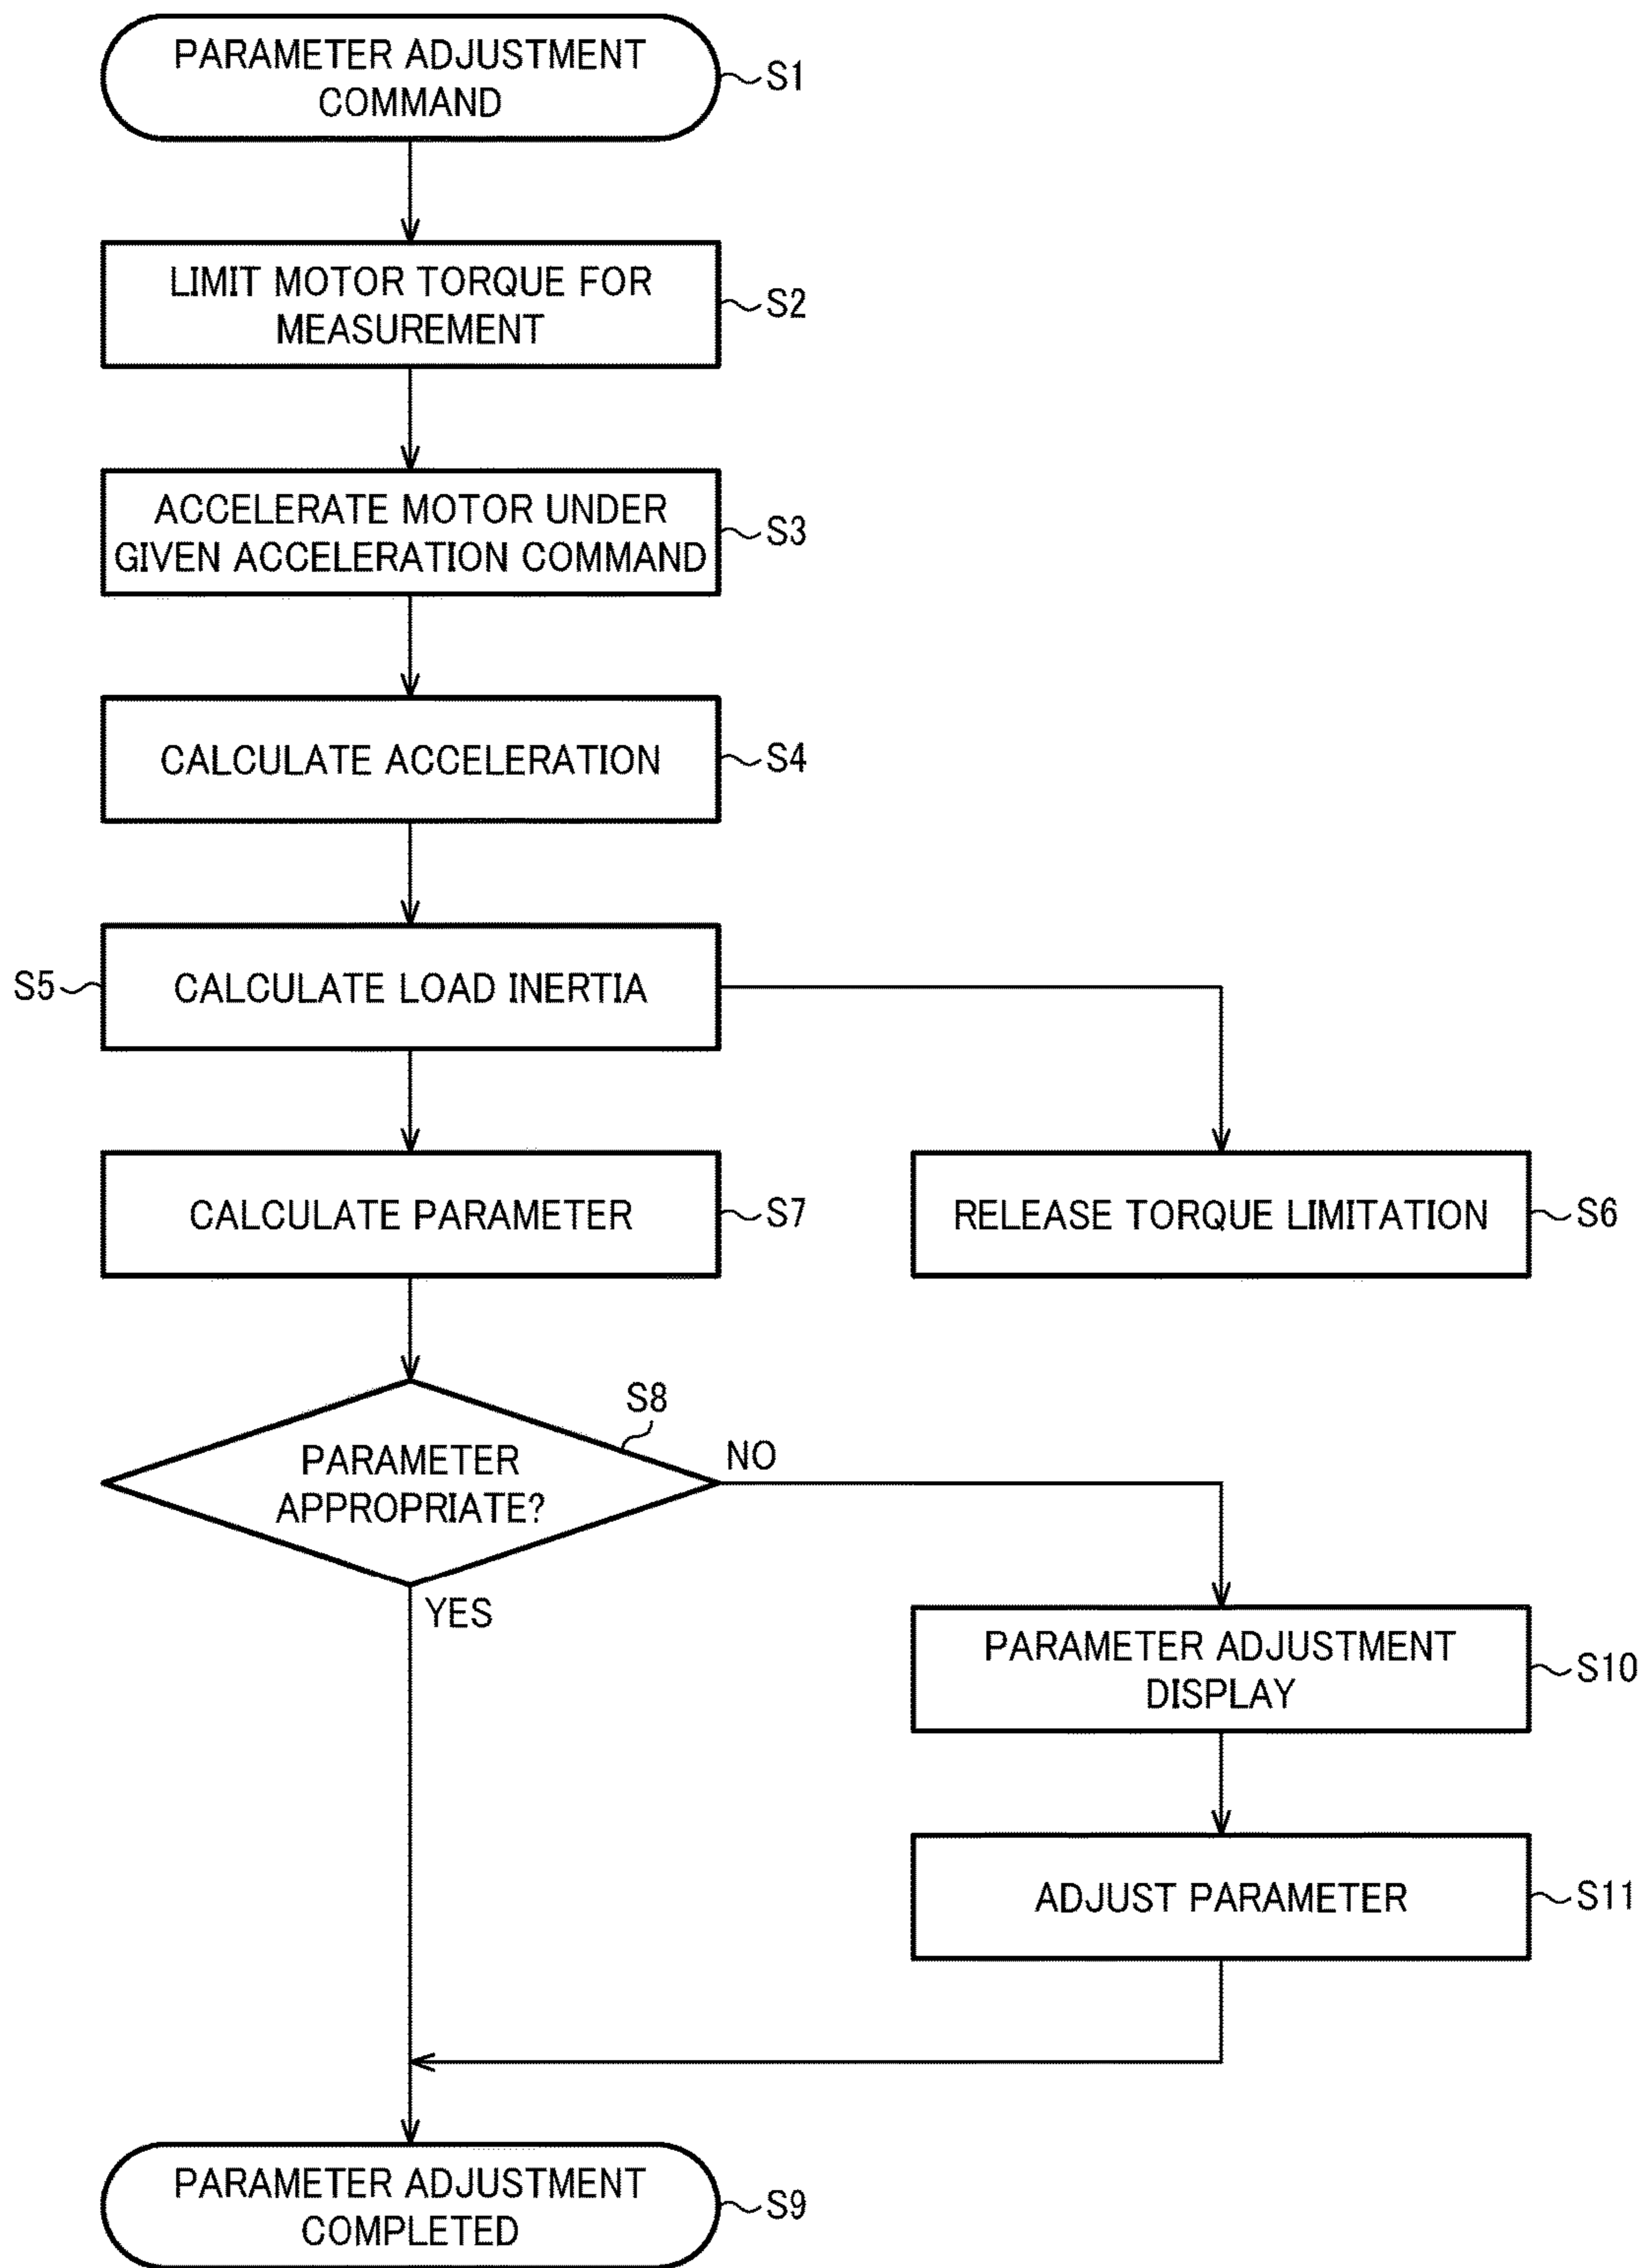 PARAMETER ADJUSTMENT
COMMAND
S1
LIMIT MOTOR TORQUE FOR
MEASUREMENT
S2
ACCELERATE MOTOR UNDER
GIVEN ACCELERATION COMMAND
S3
CALCULATE ACCELERATION
S4
S5
CALCULATE LOAD INERTIA
CALCULATE PARAMETER
S7
RELEASE TORQUE LIMITATION
S6
S8
PARAMETER
APPROPRIATE?
NO
YES
PARAMETER ADJUSTMENT
DISPLAY
S10
ADJUST PARAMETER
S11
PARAMETER ADJUSTMENT
COMPLETED
S9